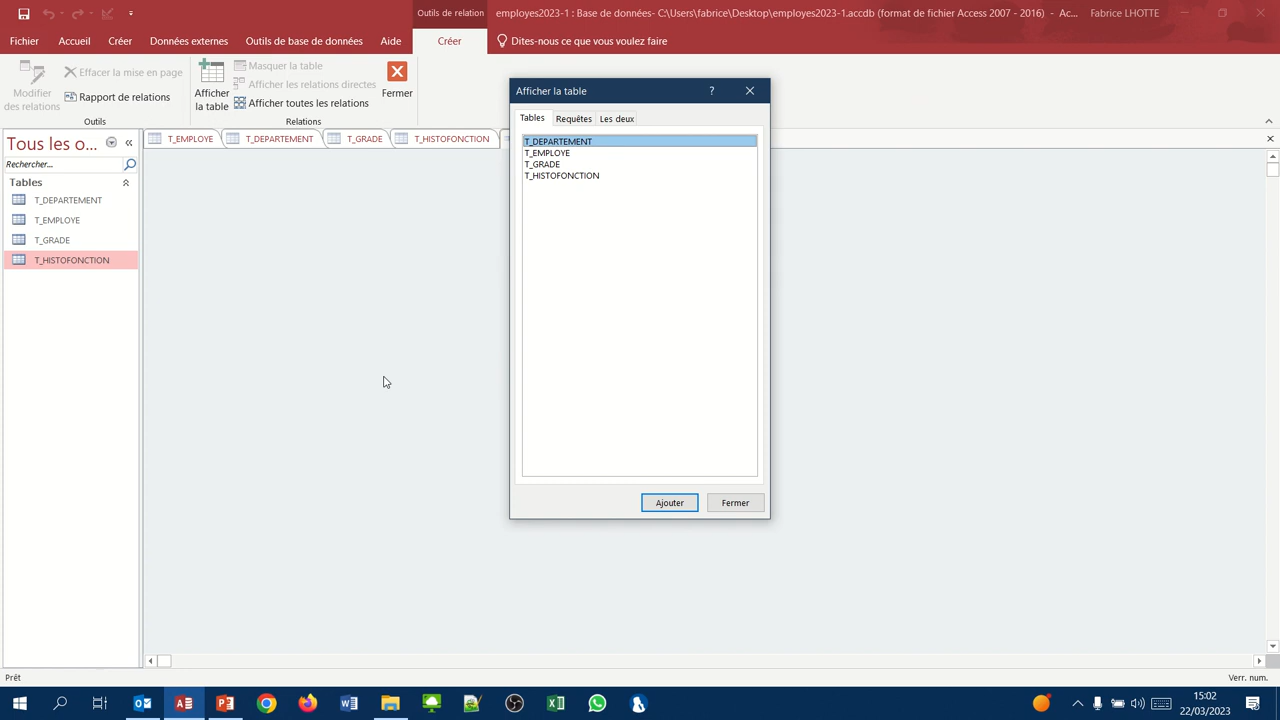 Outils de relation
employes2023-1 : Base de données- C:\Users\fabrice\Desktop\employes2023-1.accdb (format de fichier Access 2007 - 2016) - Ac...
Fabrice LHOTTE
Fichier Accueil Créer Données externes Outils de base de données Aide Créer Dites-nous ce que vous voulez faire
Modifier des relations
Effacer la mise en page
Rapport de relations
Outils
Afficher la table
Masquer la table
Afficher les relations directes
Afficher toutes les relations
Relations
Fermer
Tous les o...
Rechercher...
Tables
T_DEPARTEMENT
T_EMPLOYE
T_GRADE
T_HISTOFONCTION
T_EMPLOYE T_DEPARTEMENT T_GRADE T_HISTOFONCTION
Afficher la table
?
Tables Requêtes Les deux
T_DEPARTEMENT
T_EMPLOYE
T_GRADE
T_HISTOFONCTION
Ajouter Fermer
Prêt
Verr. num.
15:02
22/03/2023